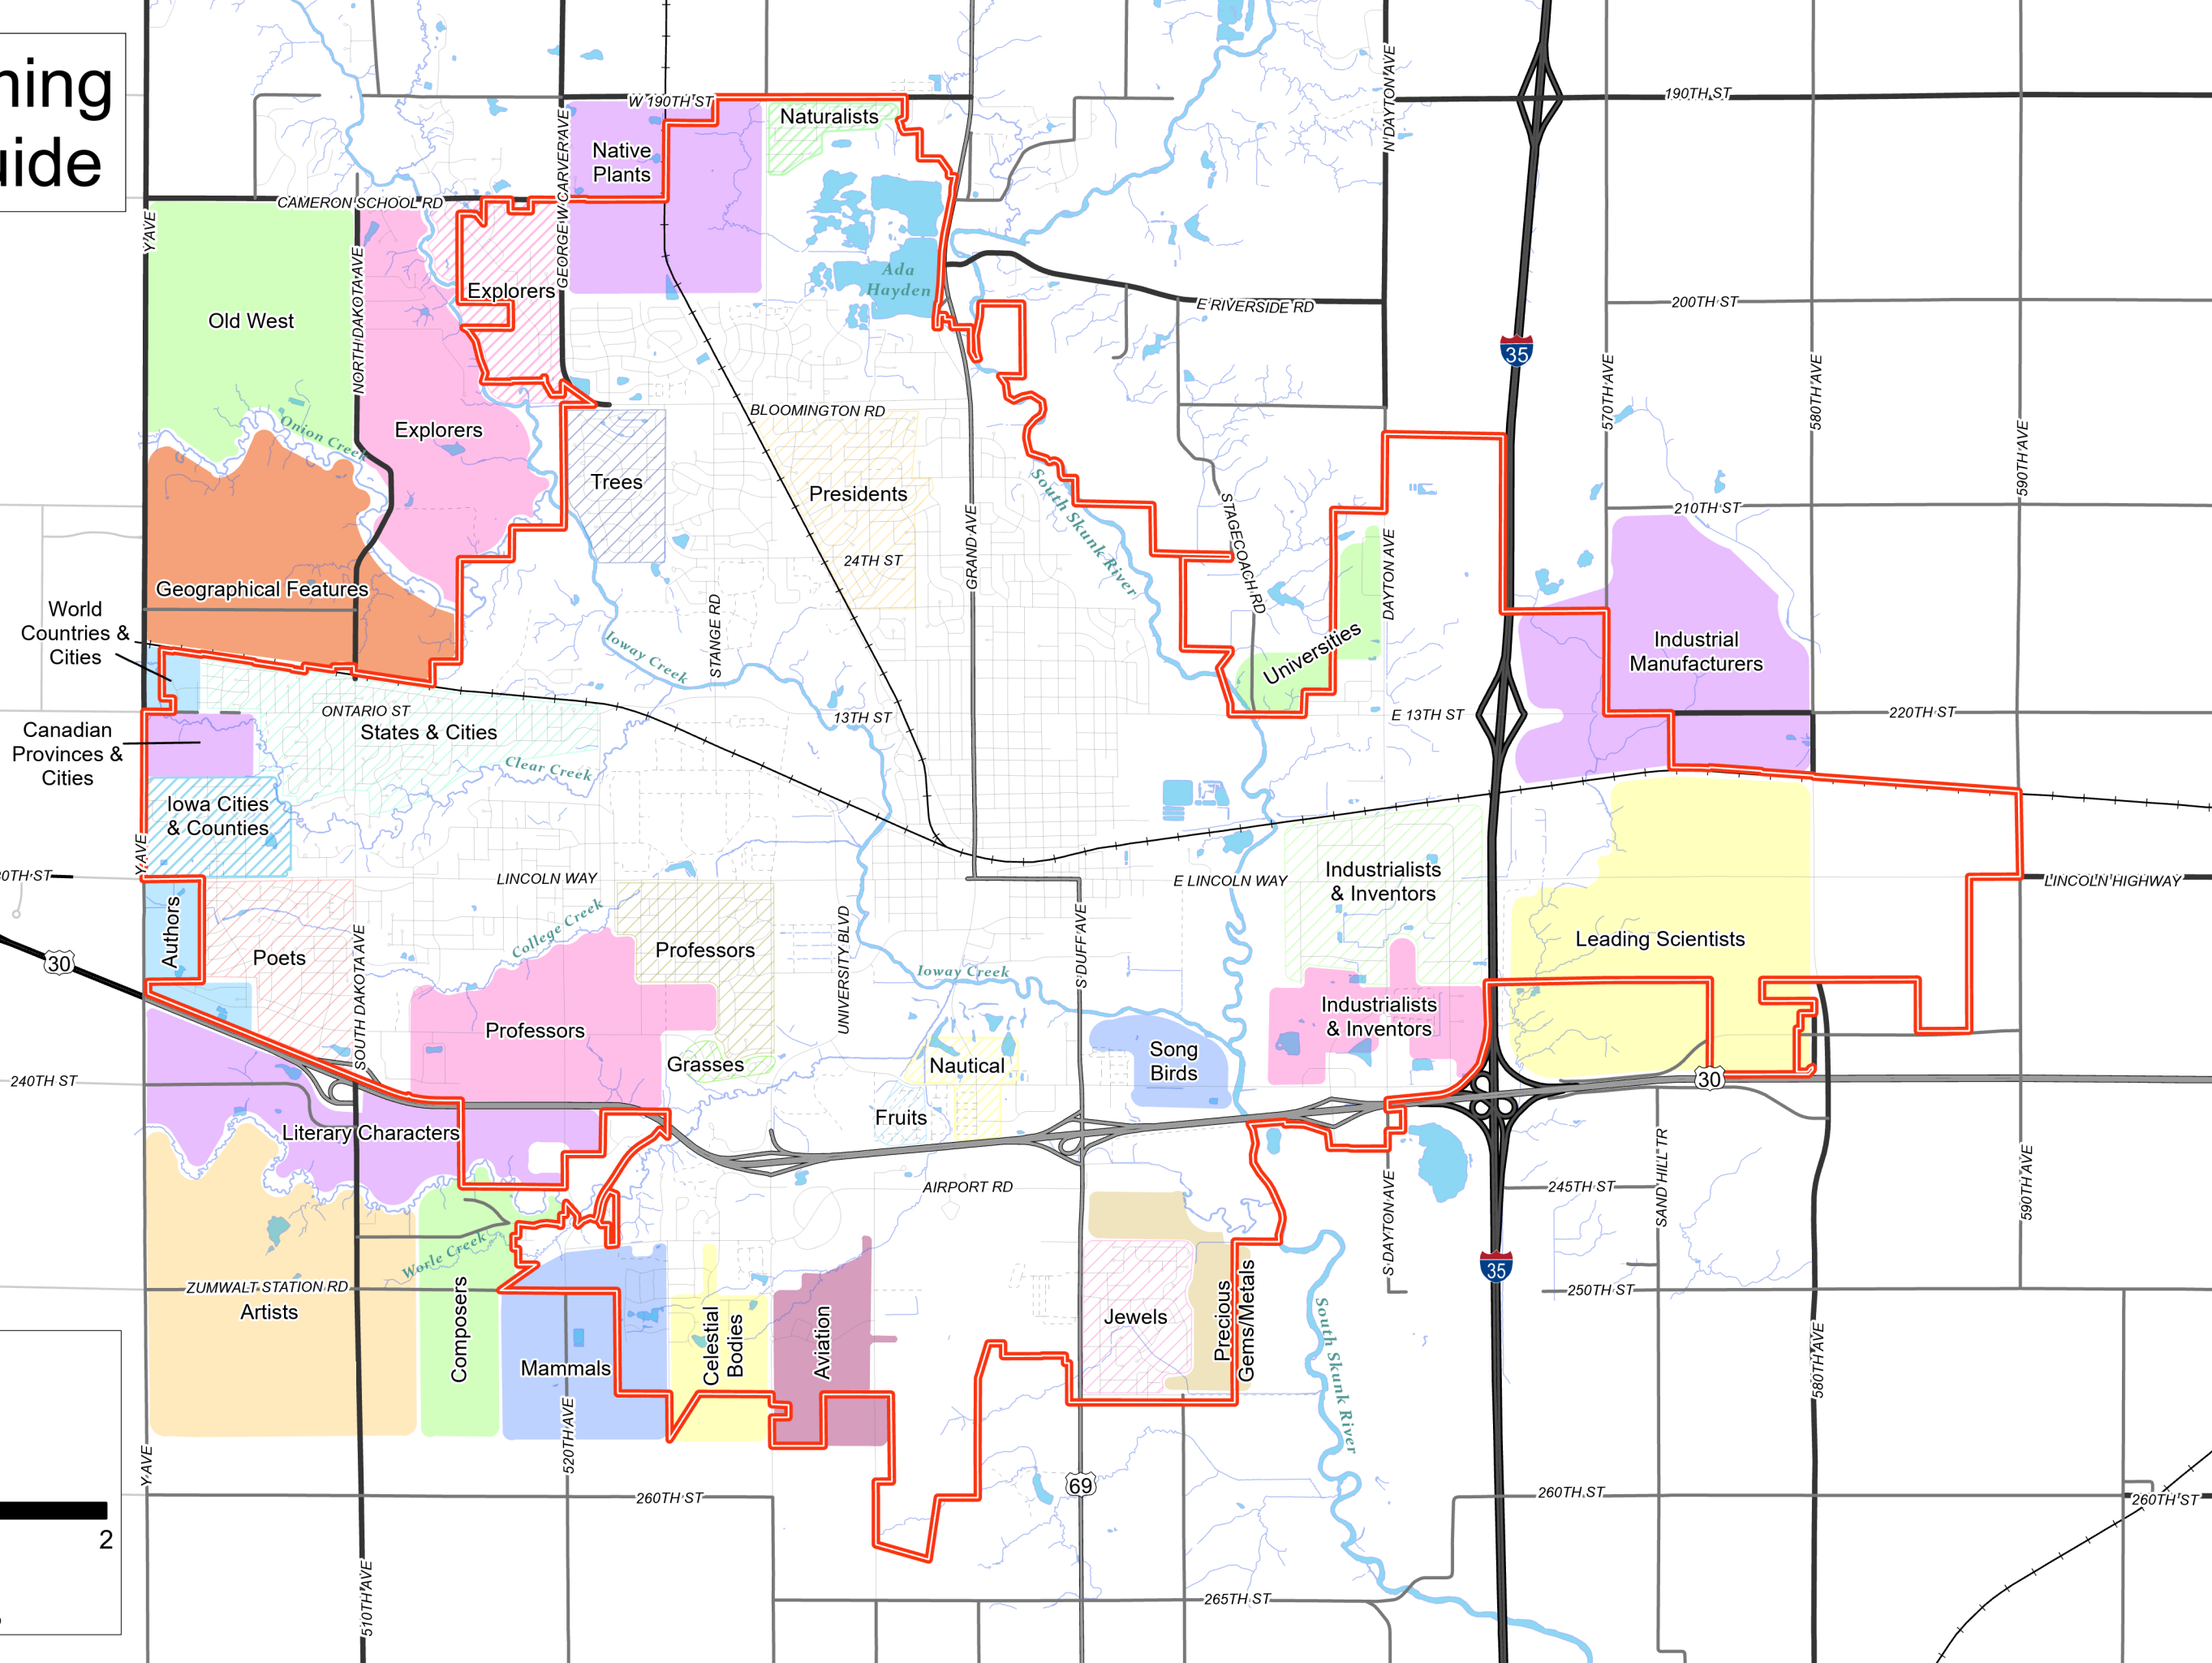 ning
uide
W 190TH ST
Naturalists
190TH ST
N DAYTON AVE
Native
Plants
GEORGE W CARVER AVE
CAMERON SCHOOL RD
Y AVE
NORTH DAKOTA AVE
Ada
Hayden
Explorers
Old West
E RIVERSIDE RD
200TH ST
35
570TH AVE
580TH AVE
590TH AVE
Onion Creek
Explorers
BLOOMINGTON RD
Trees
Presidents
South Skunk River
STAGECOACH RD
210TH ST
GRAND AVE
24TH ST
DAYTON AVE
Geographical Features
World
Countries &
Cities
STANGE RD
Ioway Creek
Universities
Industrial
Manufacturers
ONTARIO ST
States & Cities
13TH ST
E 13TH ST
220TH ST
Canadian
Provinces &
Cities
Clear Creek
Iowa Cities
& Counties
Y AVE
0TH ST
LINCOLN WAY
E LINCOLN WAY
Industrialists
& Inventors
LINCOLN HIGHWAY
Authors
Poets
SOUTH DAKOTA AVE
College Creek
Professors
UNIVERSITY BLVD
S DUFF AVE
Leading Scientists
30
Ioway Creek
Professors
Industrialists
& Inventors
Song
Birds
Grasses
Nautical
240TH ST
30
Fruits
Literary Characters
AIRPORT RD
S DAYTON AVE
245TH ST
SAND HILL TR
590TH AVE
Worle Creek
ZUMWALT STATION RD
Artists
Composers
Mammals
Celestial
Bodies
Aviation
Jewels
Precious
Gems/Metals
South Skunk River
35
250TH ST
580TH AVE
Y AVE
520TH AVE
260TH ST
69
260TH ST
260TH ST
2
510TH AVE
265TH ST